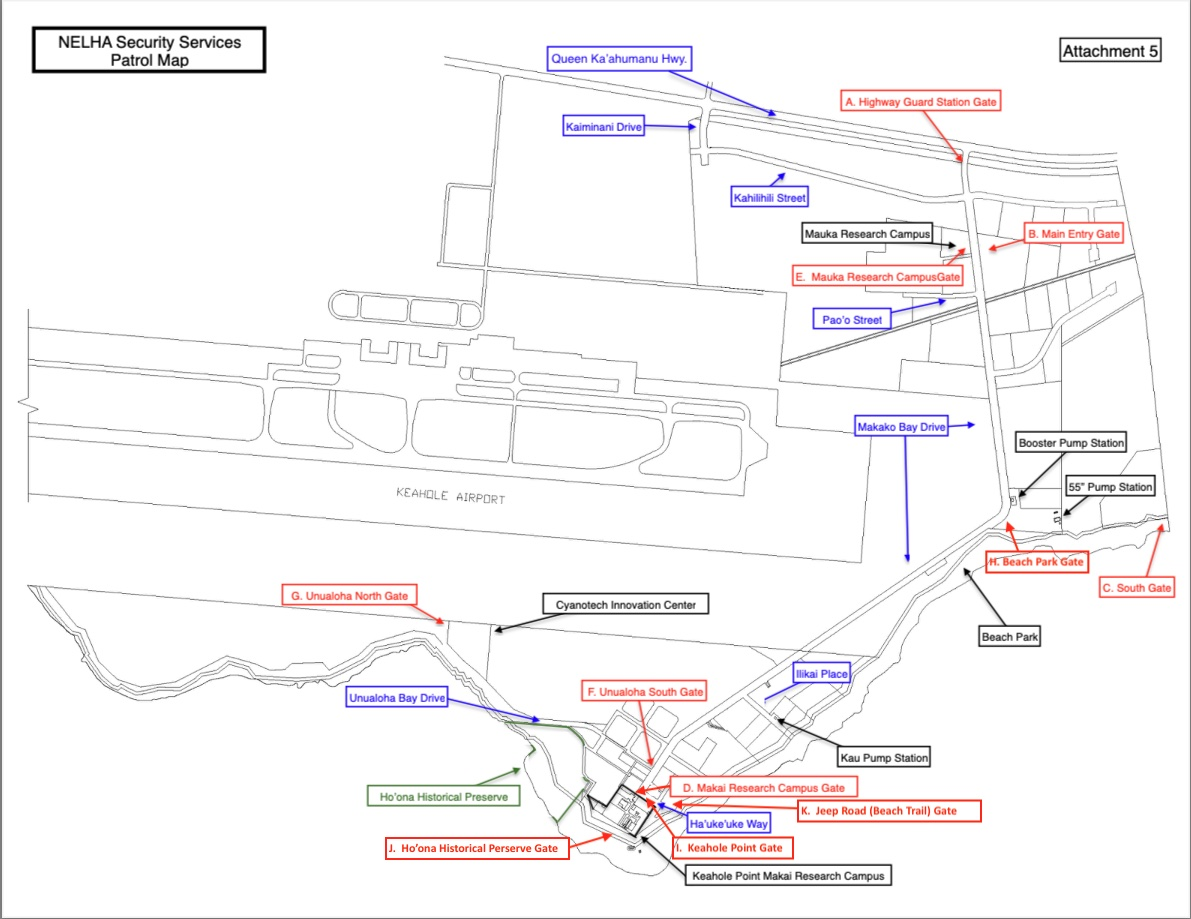 NELHA Security Services
Patrol Map
Attachment 5
Queen Ka'ahumanu Hwy.
A. Highway Guard Station Gate
Kaiminani Drive
Kahilihili Street
Mauka Research Campus
B. Main Entry Gate
E. Mauka Research CampusGate
Pao'o Street
Makako Bay Drive
Booster Pump Station
55" Pump Station
KEAHOLE AIRPORT
H. Beach Park Gate
C. South Gate
G. Unualoha North Gate
Cyanotech Innovation Center
Beach Park
Ilikai Place
F. Unualoha South Gate
Unualoha Bay Drive
Kau Pump Station
D. Makai Research Campus Gate
Ho'ona Historical Preserve
K. Jeep Road (Beach Trail) Gate
Ha'uke'uke Way
J. Ho'ona Historical Perserve Gate
I. Keahole Point Gate
Keahole Point Makai Research Campus